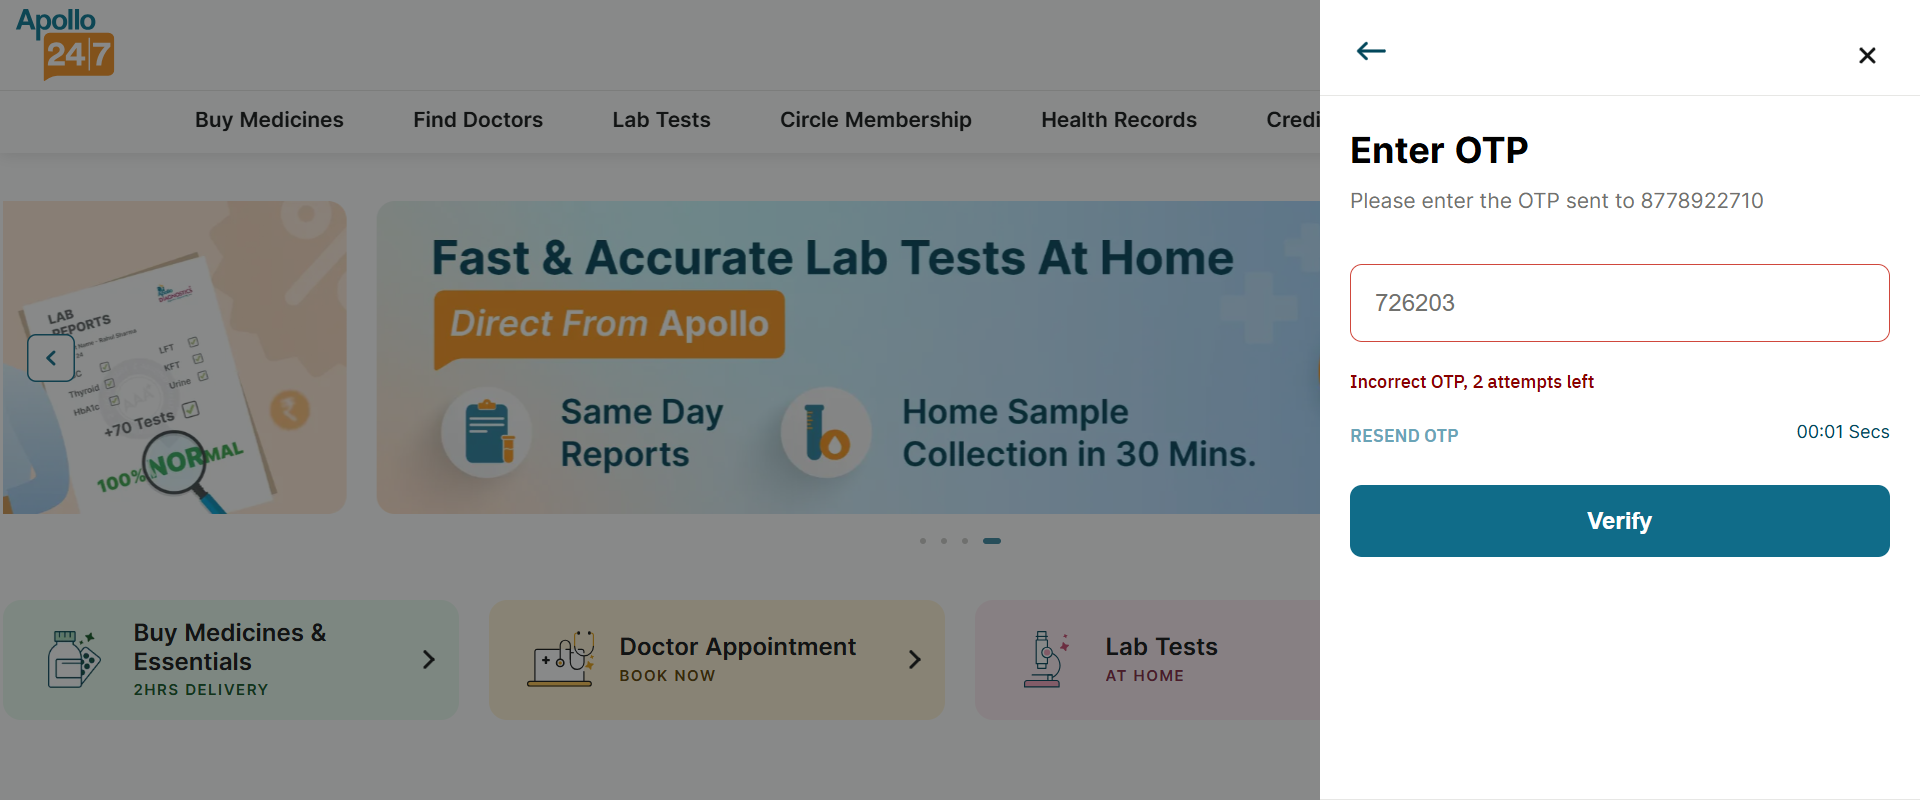 Apollo
24|7
Buy Medicines
Find Doctors
Lab Tests
Circle Membership
Health Records
Credi
LAB
REPORTS
Name - Rahul Sharma
LFT
KFT
Thyroid
Urine
HbA1c
+70 Tests
100% NORMAL
Fast & Accurate Lab Tests At Home
Direct From Apollo
Same Day
Reports
Home Sample
Collection in 30 Mins.
Buy Medicines &
Essentials
2HRS DELIVERY
Doctor Appointment
BOOK NOW
Lab Tests
AT HOME
Enter OTP
Please enter the OTP sent to 8778922710
726203
Incorrect OTP, 2 attempts left
RESEND OTP
00:01 Secs
Verify